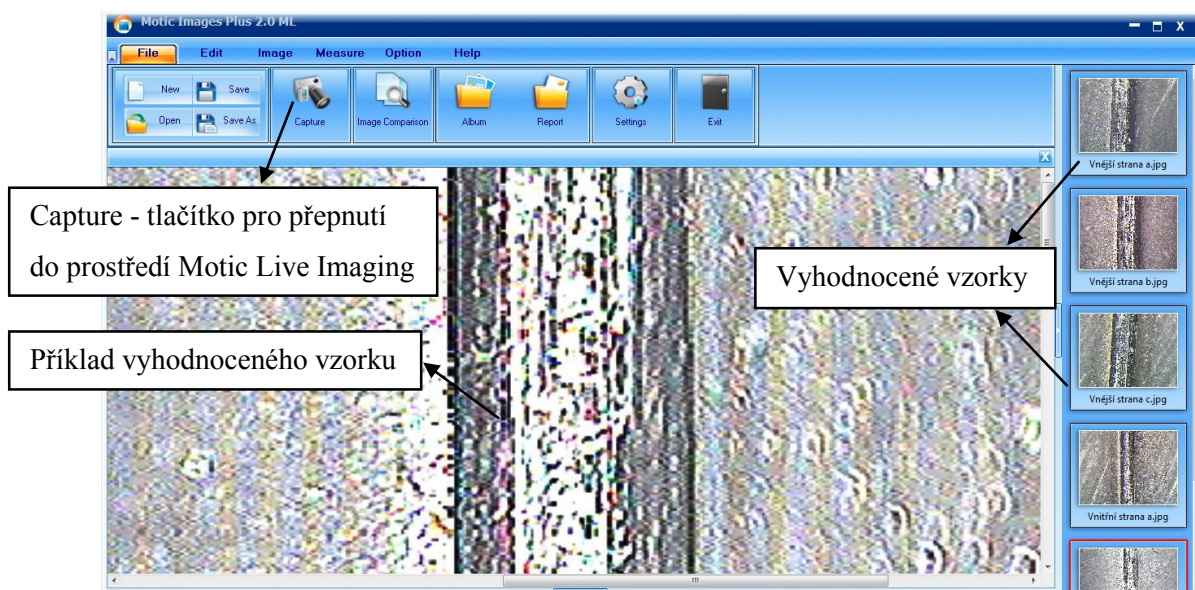 Motic Images Plus 2.0 ML
File Edit Image Measure Option Help
New Save
Open Save As
Capture
Image Comparison
Album
Report
Settings
Exit
Capture - tlačítko pro přepnutí
do prostředí Motic Live Imaging
Příklad vyhodnoceného vzorku
Vyhodnocené vzorky
Vnější strana a.jpg
Vnější strana b.jpg
Vnější strana c.jpg
Vnitřní strana a.jpg